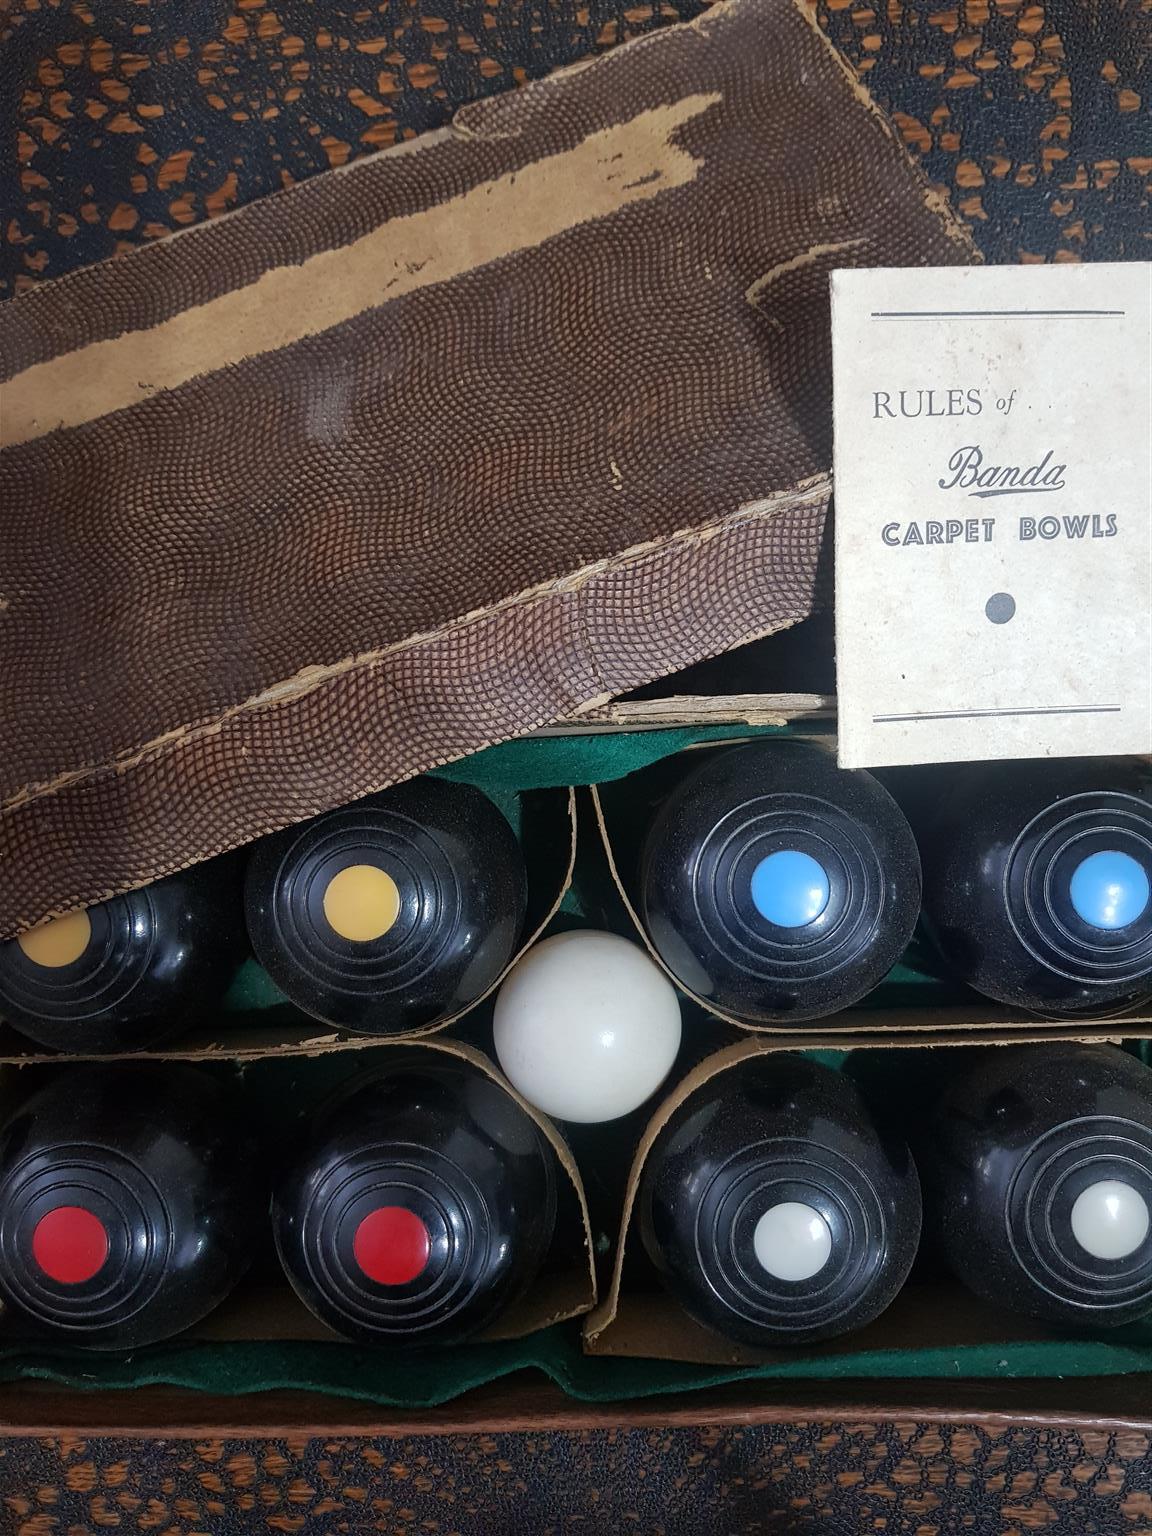 RULES of . .
Banda
CARPET BOWLS